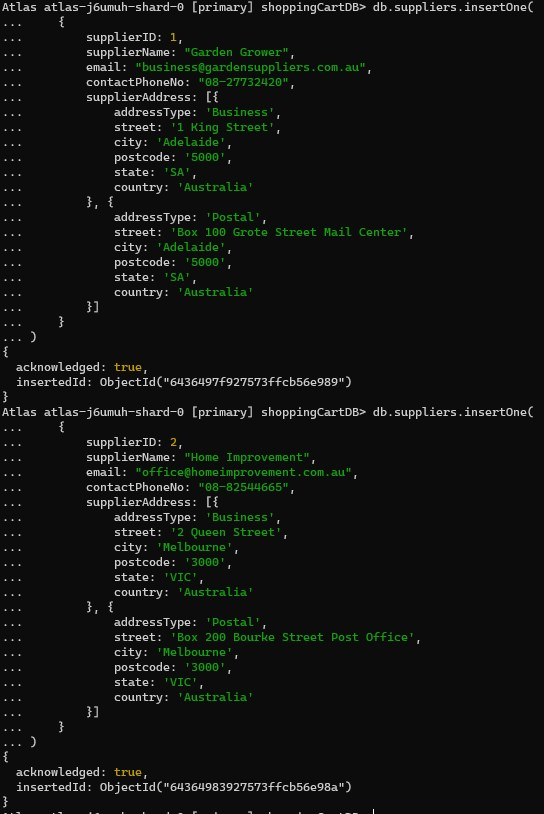 Atlas atlas-j6umuh-shard-0 [primary] shoppingCartDB> db.suppliers.insertOne(
...     {
...         supplierID: 1,
...         supplierName: "Garden Grower",
...         email: "business@gardensuppliers.com.au",
...         contactPhoneNo: "08-27732420",
...         supplierAddress: [{
...             addressType: 'Business',
...             street: '1 King Street',
...             city: 'Adelaide',
...             postcode: '5000',
...             state: 'SA',
...             country: 'Australia'
...         }, {
...             addressType: 'Postal',
...             street: 'Box 100 Grote Street Mail Center',
...             city: 'Adelaide',
...             postcode: '5000',
...             state: 'SA',
...             country: 'Australia'
...         }]
...     }
... )
{
  acknowledged: true,
  insertedId: ObjectId("6436497f927573ffcb56e989")
}
Atlas atlas-j6umuh-shard-0 [primary] shoppingCartDB> db.suppliers.insertOne(
...     {
...         supplierID: 2,
...         supplierName: "Home Improvement",
...         email: "office@homeimprovement.com.au",
...         contactPhoneNo: "08-82544665",
...         supplierAddress: [{
...             addressType: 'Business',
...             street: '2 Queen Street',
...             city: 'Melbourne',
...             postcode: '3000',
...             state: 'VIC',
...             country: 'Australia'
...         }, {
...             addressType: 'Postal',
...             street: 'Box 200 Bourke Street Post Office',
...             city: 'Melbourne',
...             postcode: '3000',
...             state: 'VIC',
...             country: 'Australia'
...         }]
...     }
... )
{
  acknowledged: true,
  insertedId: ObjectId("64364983927573ffcb56e98a")
}